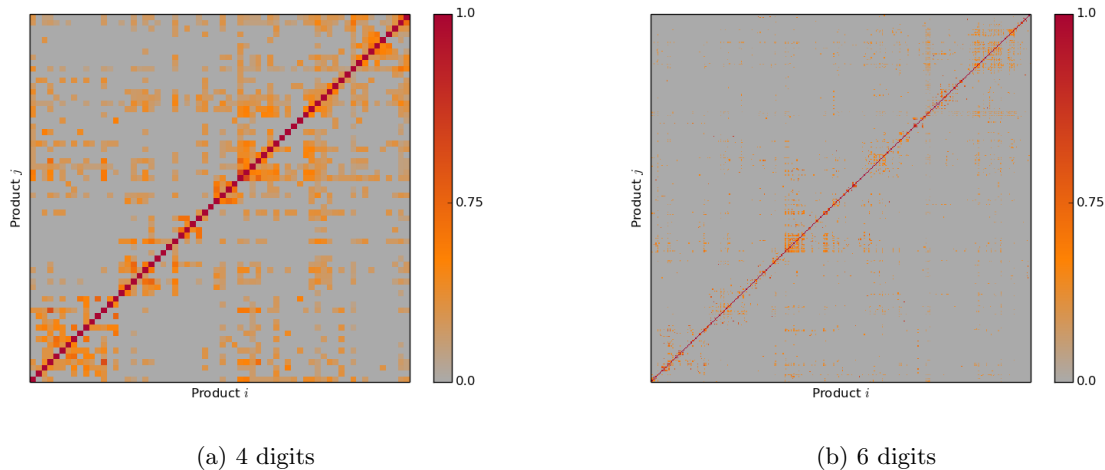 1.0
0.75
0.0
Product j
Product i
(a) 4 digits
1.0
0.75
0.0
Product j
Product i
(b) 6 digits